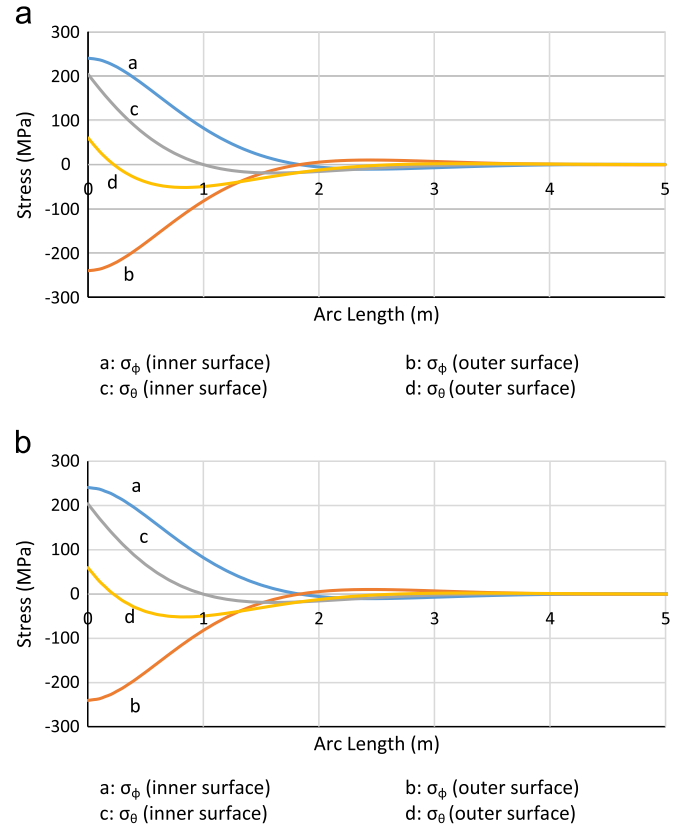 a
300
200
100
0
-100
-200
-300
a
c
d
b
0
1
2
3
4
5
Stress (MPa)
Arc Length (m)
a: σϕ (inner surface)
b: σϕ (outer surface)
c: σθ (inner surface)
d: σθ (outer surface)
b
300
200
100
0
-100
-200
-300
a
c
d
b
0
1
2
3
4
5
Stress (MPa)
Arc Length (m)
a: σϕ (inner surface)
b: σϕ (outer surface)
c: σθ (inner surface)
d: σθ (outer surface)